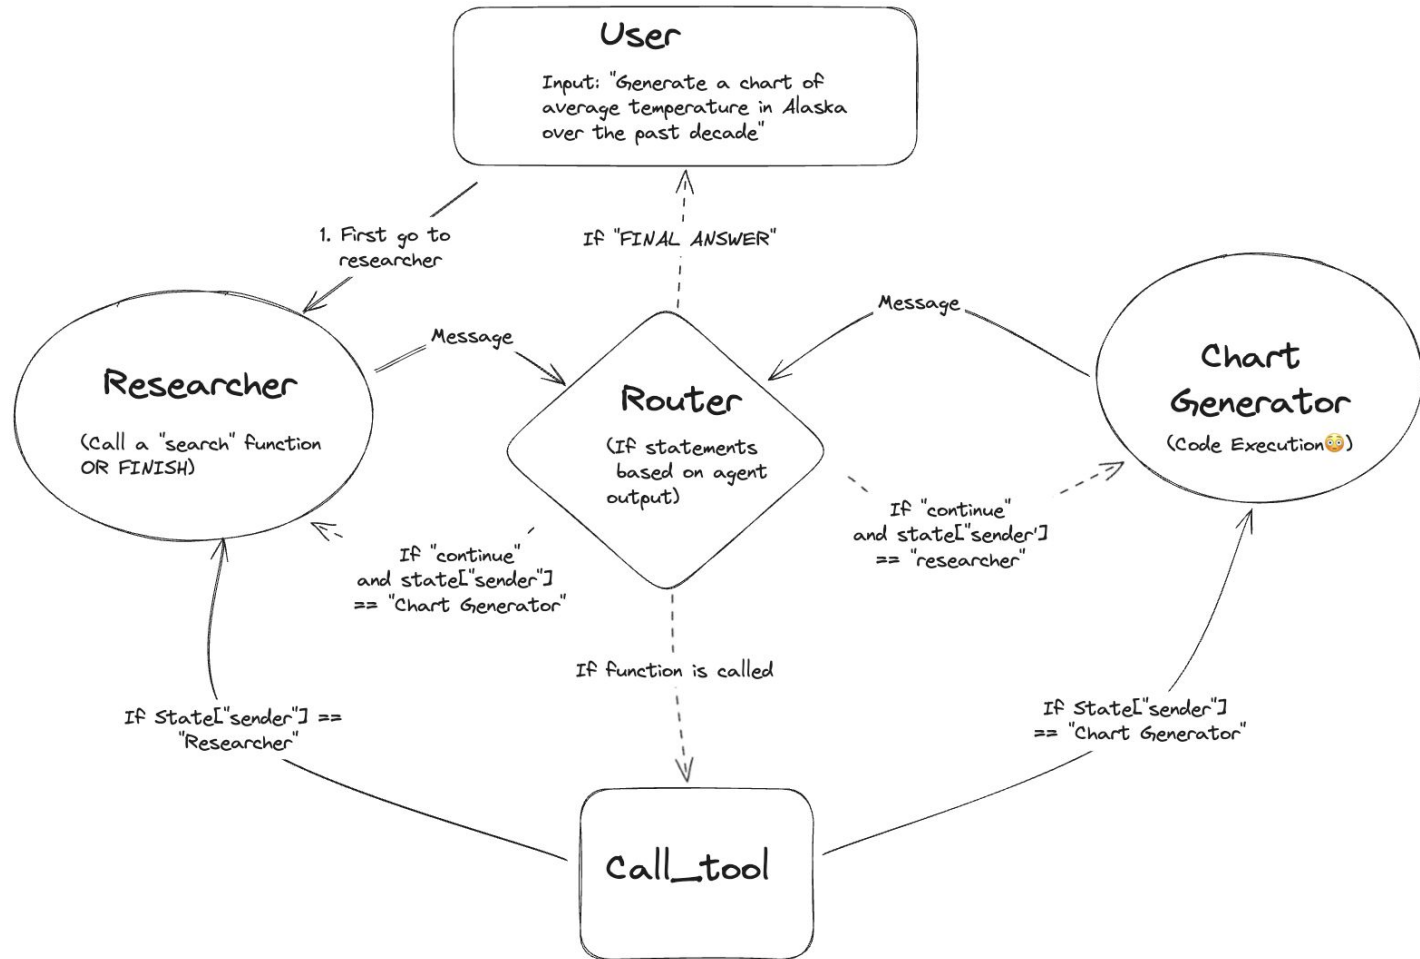 User
Input: "Generate a chart of
average temperature in Alaska
over the past decade"
1. First go to
researcher
If "FINAL ANSWER"
Message
Message
Researcher
(Call a "search" function
OR FINISH)
Router
(If statements
based on agent
output)
Chart
Generator
(Code Execution😳)
If "continue"
and state["sender"]
== "Chart Generator"
If "continue"
and state["sender']
== "researcher"
If function is called
If State["sender"] ==
"Researcher"
If State["sender"]
== "Chart Generator"
Call_tool